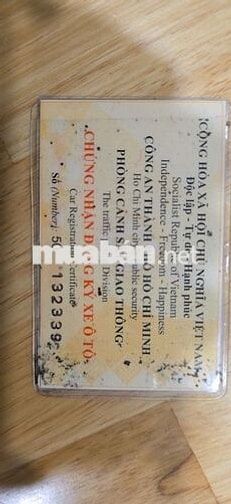 CỘNG HÒA XÃ HỘI CHỦ NGHĨA VIỆT NAM
Độc lập - Tự do - Hạnh phúc
Socialist Republic of Vietnam
Independence - Freedom - Happiness
CÔNG AN THÀNH PHỐ HỒ CHÍ MINH
Ho Chi Minh city public security
PHÒNG CẢNH SÁT GIAO THÔNG
The traffic Division
CHỨNG NHẬN ĐĂNG KÝ XE Ô TÔ
Car Registration Certificate
Số (Number):
132339
muaban.net